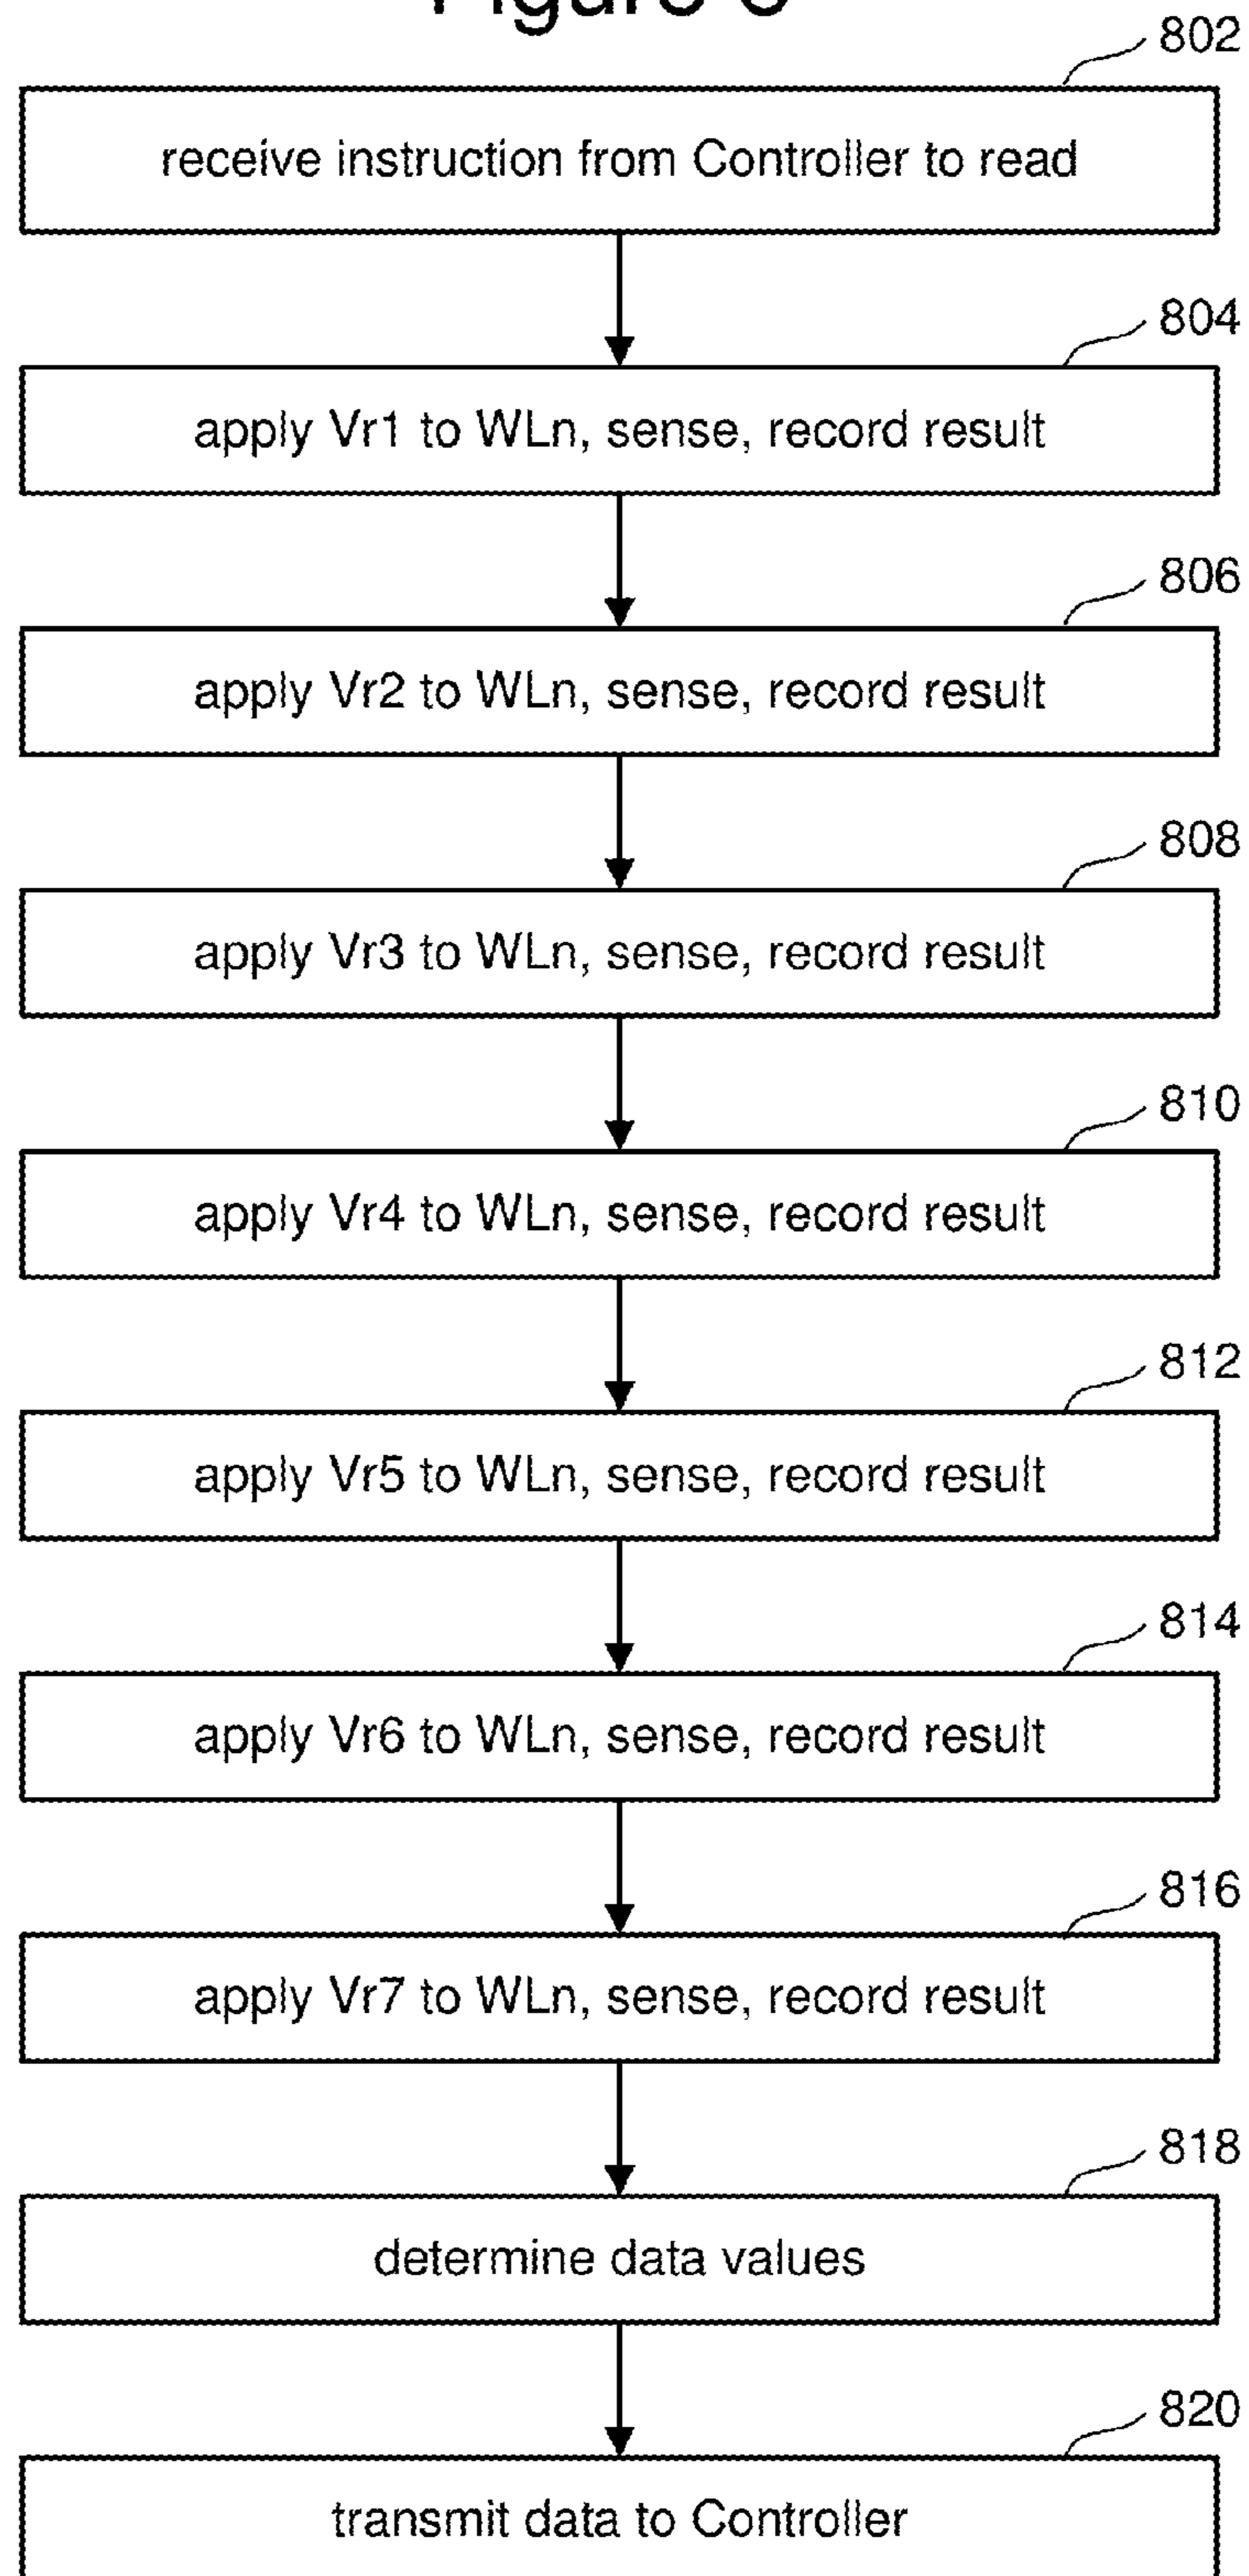 802
receive instruction from Controller to read
804
apply Vr1 to WLn, sense, record result
806
apply Vr2 to WLn, sense, record result
808
apply Vr3 to WLn, sense, record result
810
apply Vr4 to WLn, sense, record result
812
apply Vr5 to WLn, sense, record result
814
apply Vr6 to WLn, sense, record result
816
apply Vr7 to WLn, sense, record result
818
determine data values
820
transmit data to Controller